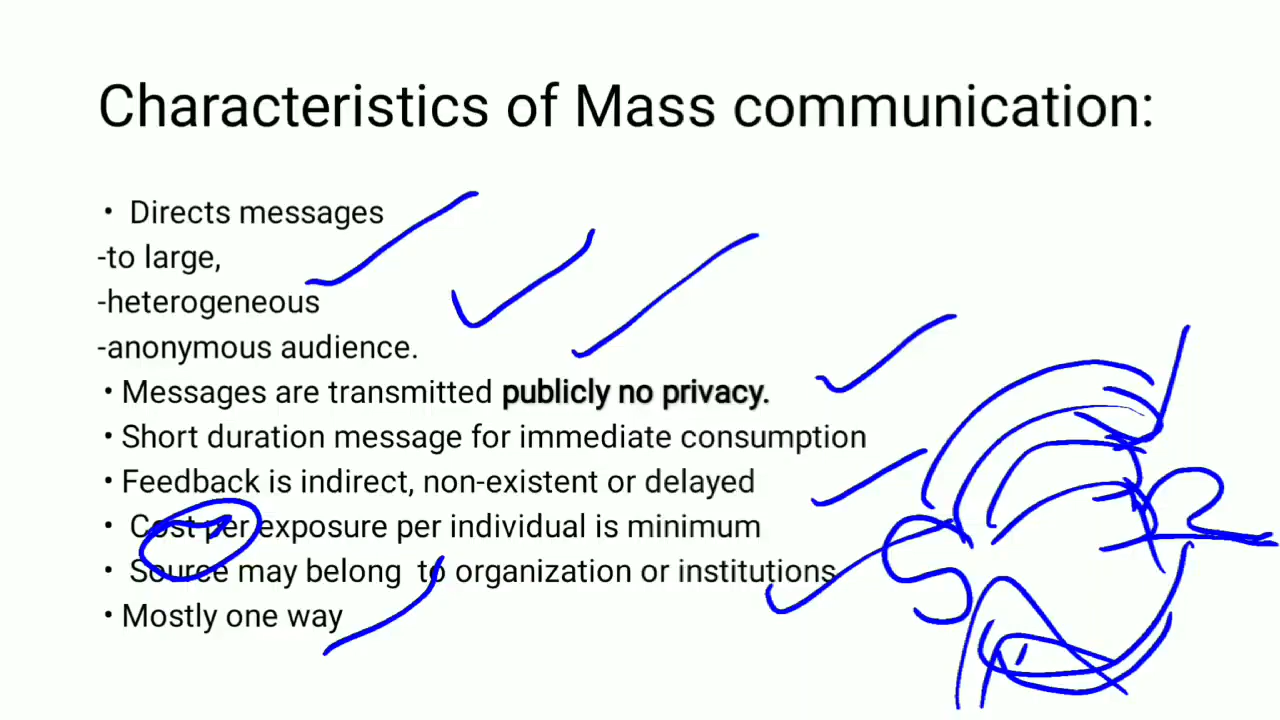 Characteristics of Mass communication:
• Directs messages
-to large,
-heterogeneous
-anonymous audience.
• Messages are transmitted publicly no privacy.
• Short duration message for immediate consumption
• Feedback is indirect, non-existent or delayed
• Cost per exposure per individual is minimum
• Source may belong to organization or institutions
• Mostly one way
S
R